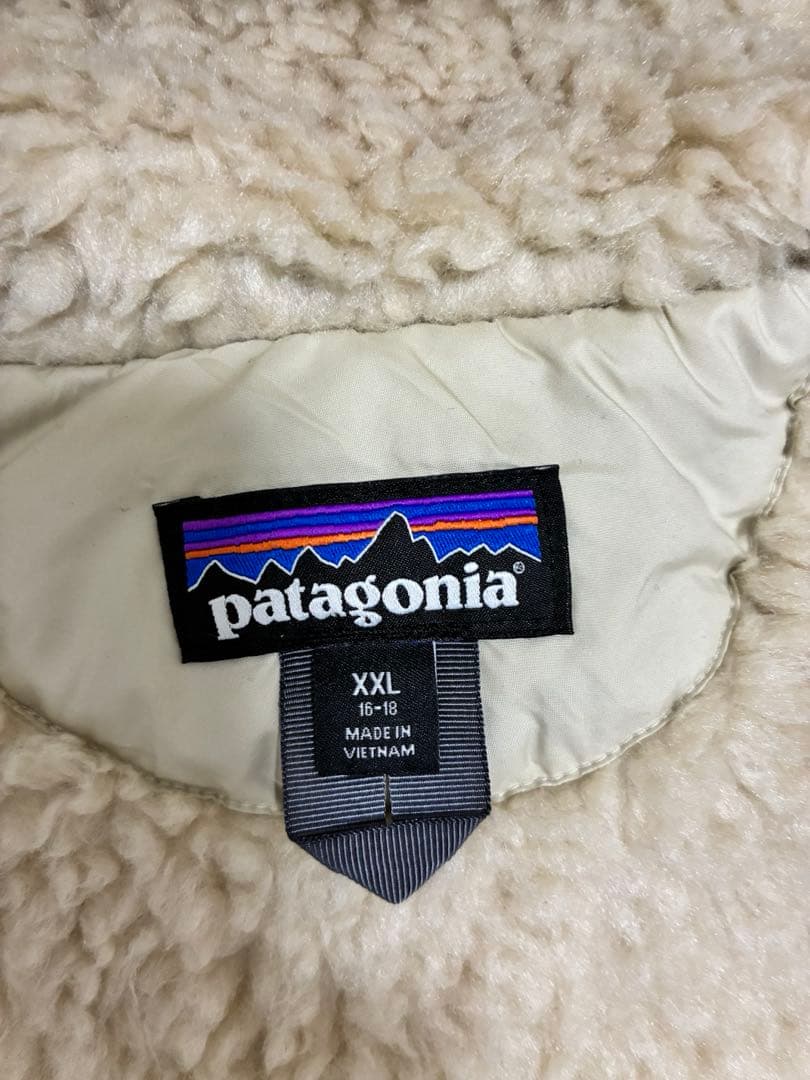 patagonia®
XXL
16-18
MADE IN
VIETNAM